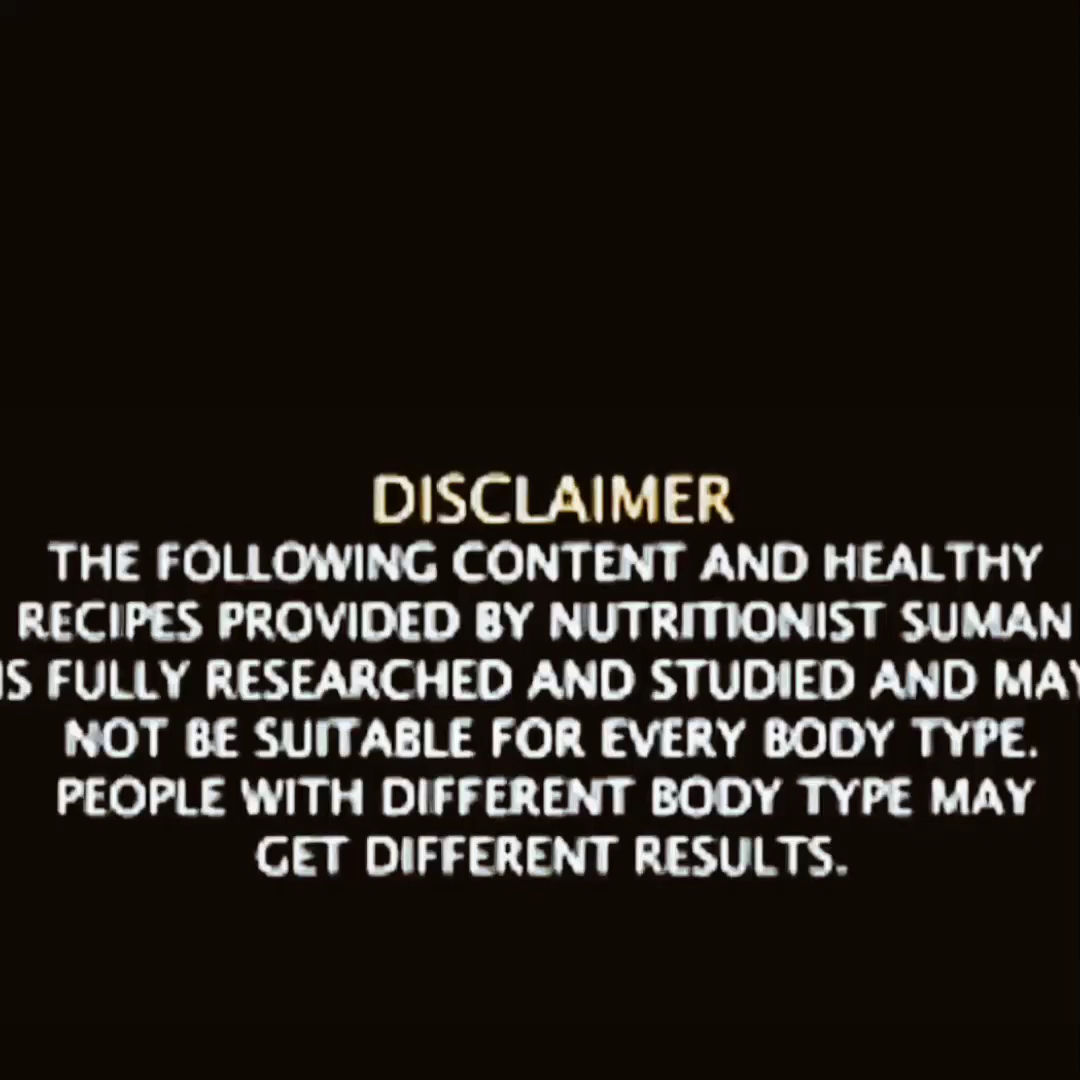 DISCLAIMER
THE FOLLOWING CONTENT AND HEALTHY
RECIPES PROVIDED BY NUTRITIONIST SUMAN
IS FULLY RESEARCHED AND STUDIED AND MAY
NOT BE SUITABLE FOR EVERY BODY TYPE.
PEOPLE WITH DIFFERENT BODY TYPE MAY
GET DIFFERENT RESULTS.